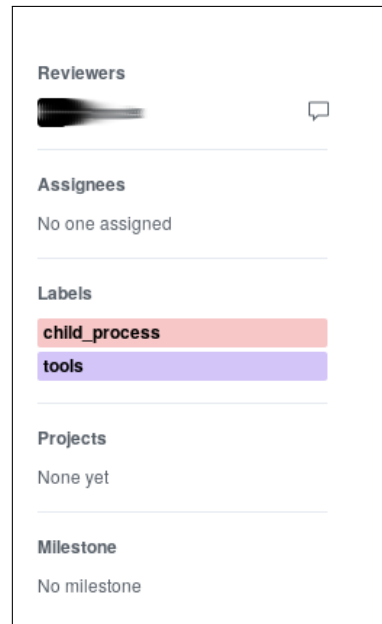 Reviewers
Assignees
No one assigned
Labels
child_process
tools
Projects
None yet
Milestone
No milestone